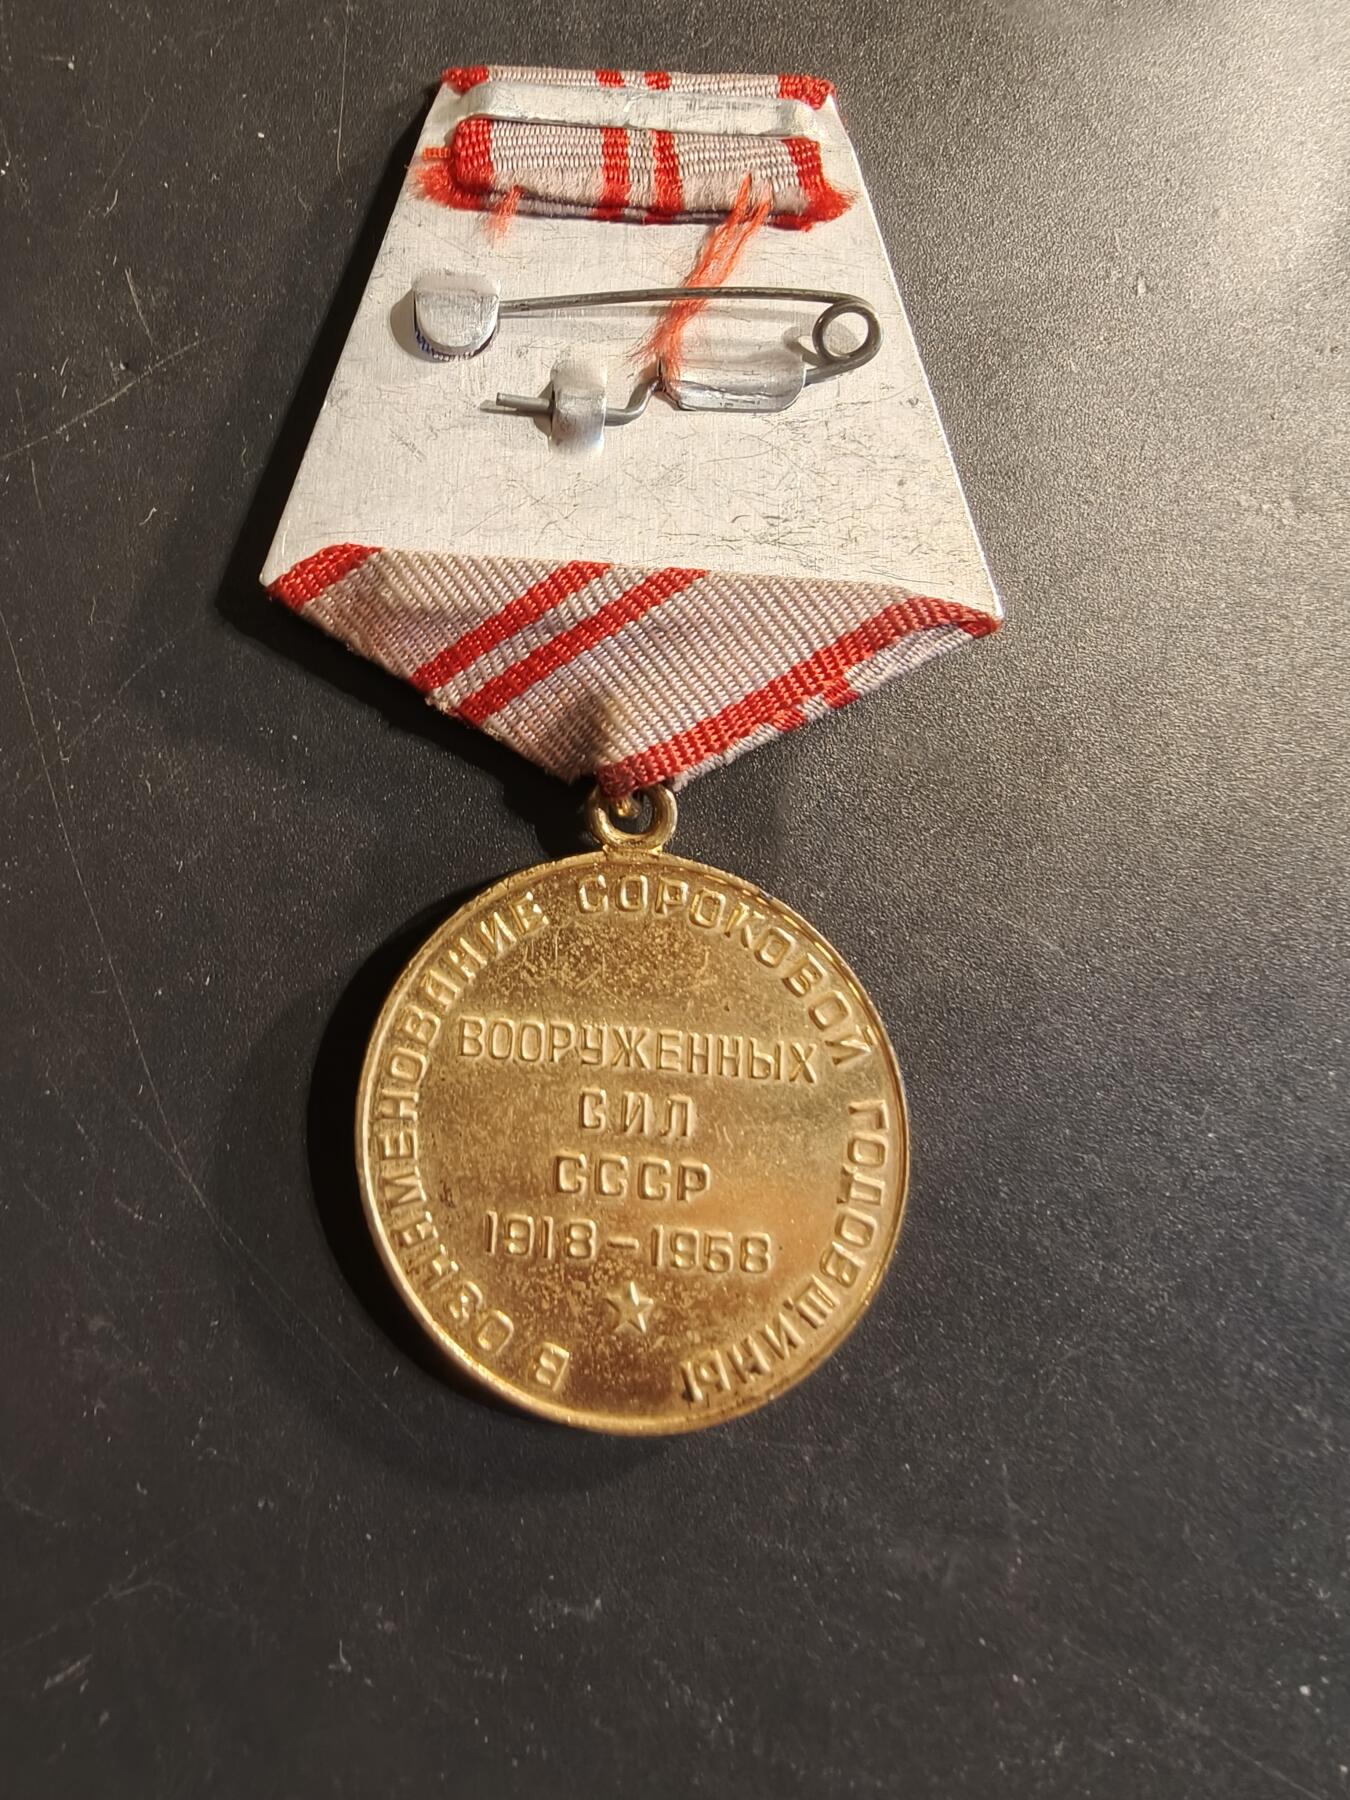 В ОЗНАМЕНОВАНИЕ СОРОКОВОЙ ГОДОВЩИНЫ
ВООРУЖЕННЫХ
СИЛ
СССР
1918-1958